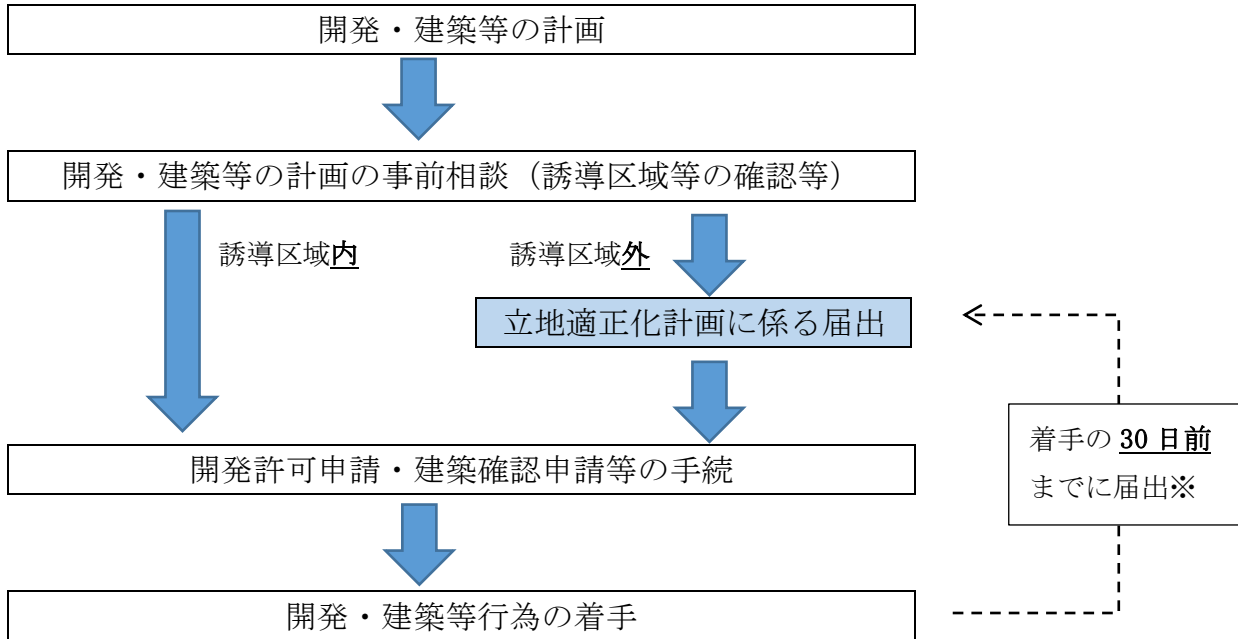 開発・建築等の計画
開発・建築等の計画の事前相談（誘導区域等の確認等）
誘導区域内
誘導区域外
立地適正化計画に係る届出
着手の 30 日前
までに届出※
開発許可申請・建築確認申請等の手続
開発・建築等行為の着手